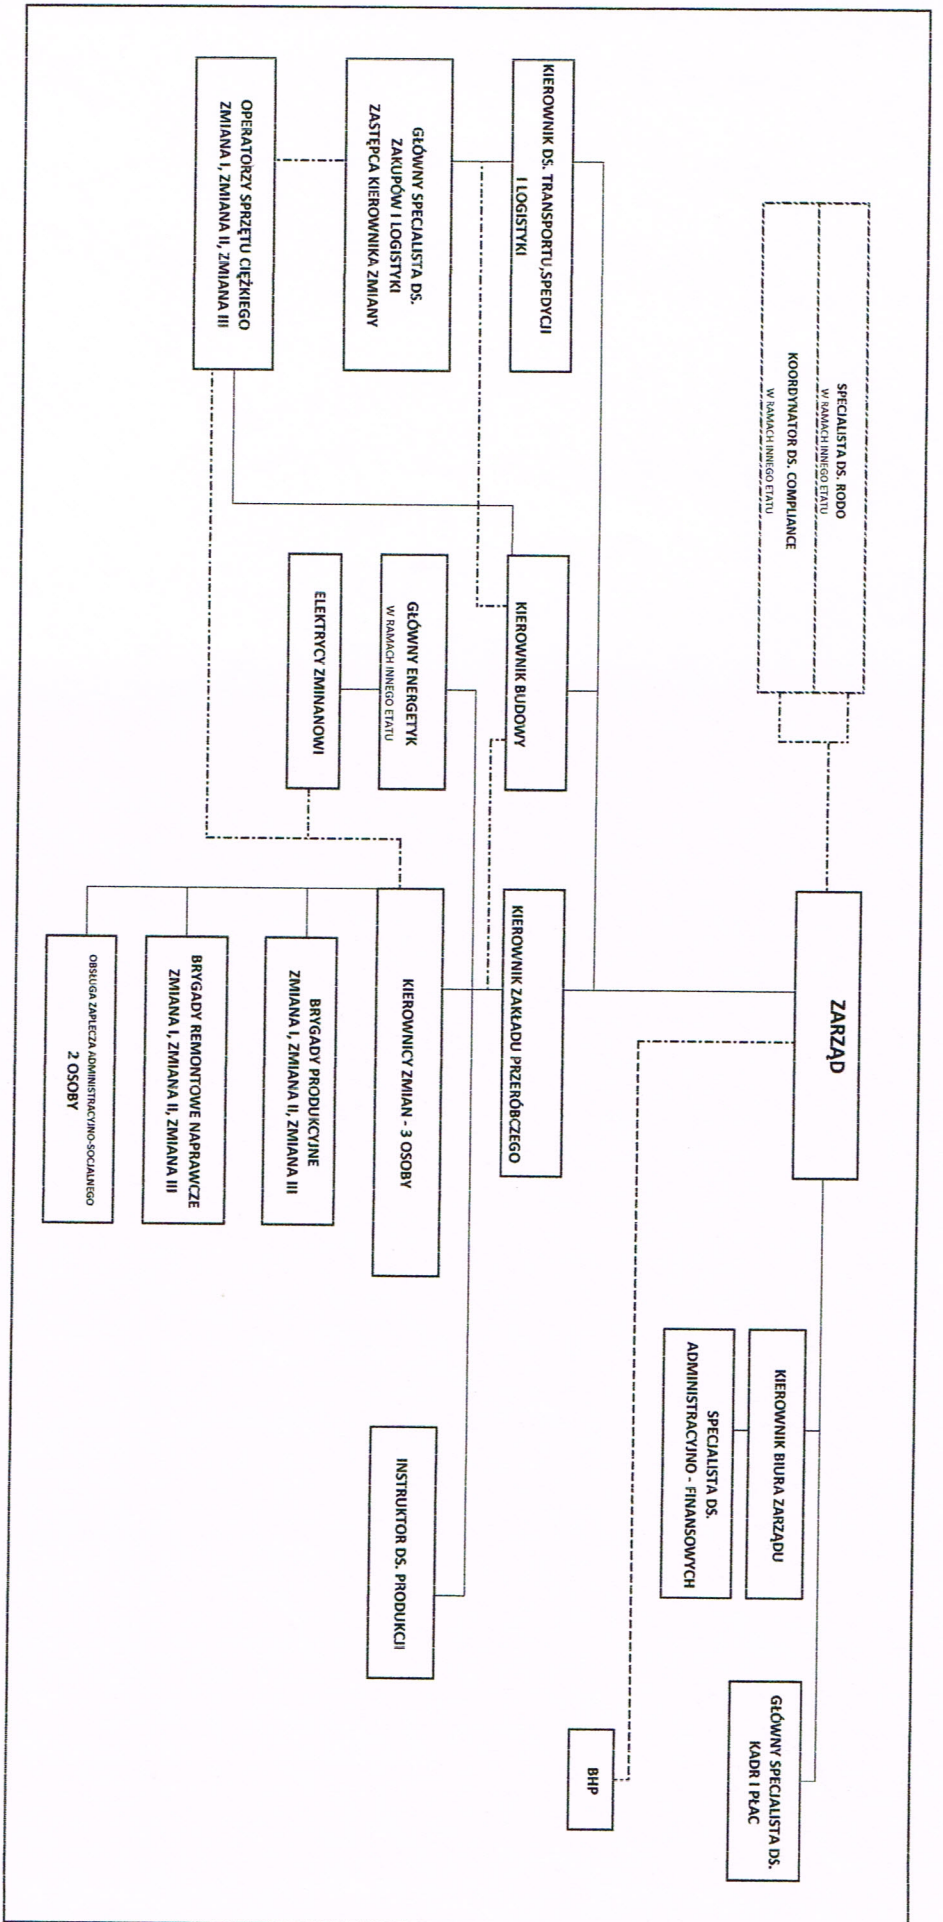 ZARZĄD
SPECJALISTA DS. RODO
W RAMACH INNEGO ETATU
KOORDYNATOR DS. COMPLIANCE
W RAMACH INNEGO ETATU
KIEROWNIK BIURA ZARZĄDU
SPECJALISTA DS.
ADMINISTRACYJNO - FINANSOWYCH
GŁÓWNY SPECJALISTA DS.
KADR I PŁAC
BHP
KIEROWNIK DS. TRANSPORTU,SPEDYCJI
I LOGISTYKI
KIEROWNIK BUDOWY
KIEROWNIK ZAKŁADU PRZERÓBCZEGO
GŁÓWNY SPECJALISTA DS.
ZAKUPÓW I LOGISTYKI
ZASTĘPCA KIEROWNIKA ZMIANY
GŁÓWNY ENERGETYK
W RAMACH INNEGO ETATU
KIEROWNICY ZMIAN - 3 OSOBY
INSTRUKTOR DS. PRODUKCJI
OPERATORZY SPRZĘTU CIĘŻKIEGO
ZMIANA I, ZMIANA II, ZMIANA III
ELEKTRYCY ZMINANOWI
BRYGADY PRODUKCYJNE
ZMIANA I, ZMIANA II, ZMIANA III
BRYGADY REMONTOWE NAPRAWCZE
ZMIANA I, ZMIANA II, ZMIANA III
OBSŁUGA ZAPLECZA ADMINISTRACYJNO-SOCJALNEGO
2 OSOBY